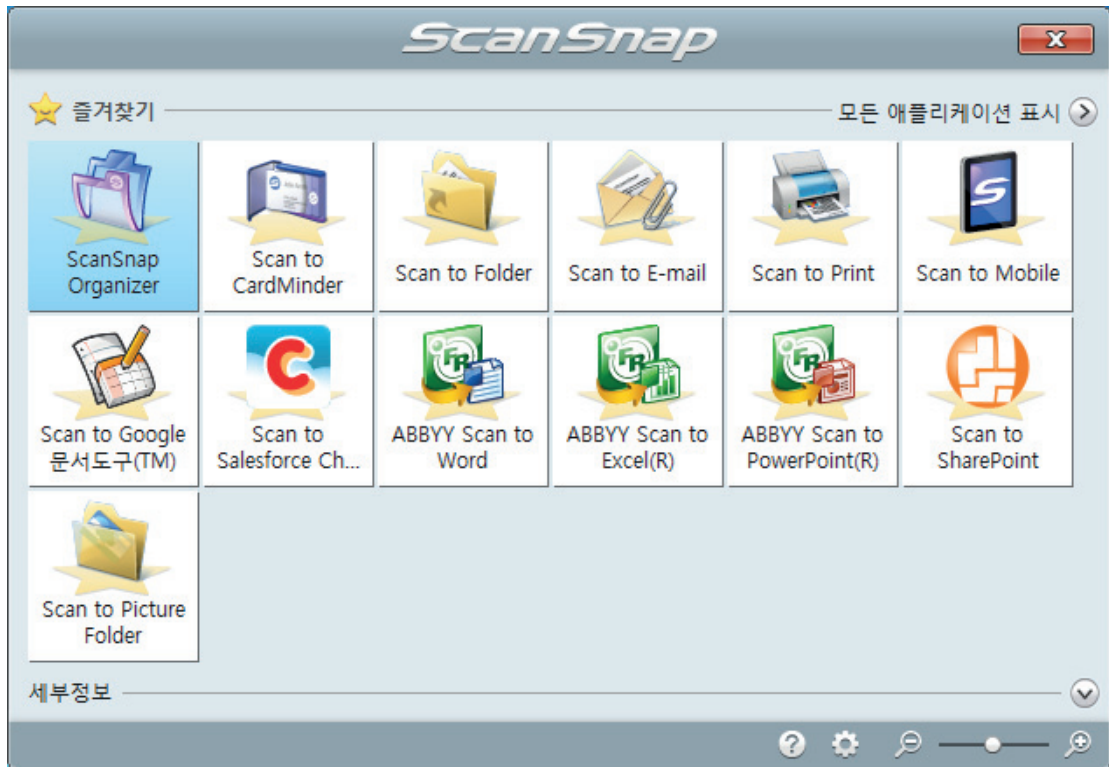 ScanSnap
즐겨찾기
모든 애플리케이션 표시
ScanSnap
Organizer
Scan to
CardMinder
Scan to Folder
Scan to E-mail
Scan to Print
Scan to Mobile
Scan to Google
문서도구(TM)
Scan to
Salesforce Ch...
ABBYY Scan to
Word
ABBYY Scan to
Excel(R)
ABBYY Scan to
PowerPoint(R)
Scan to
SharePoint
Scan to Picture
Folder
세부정보